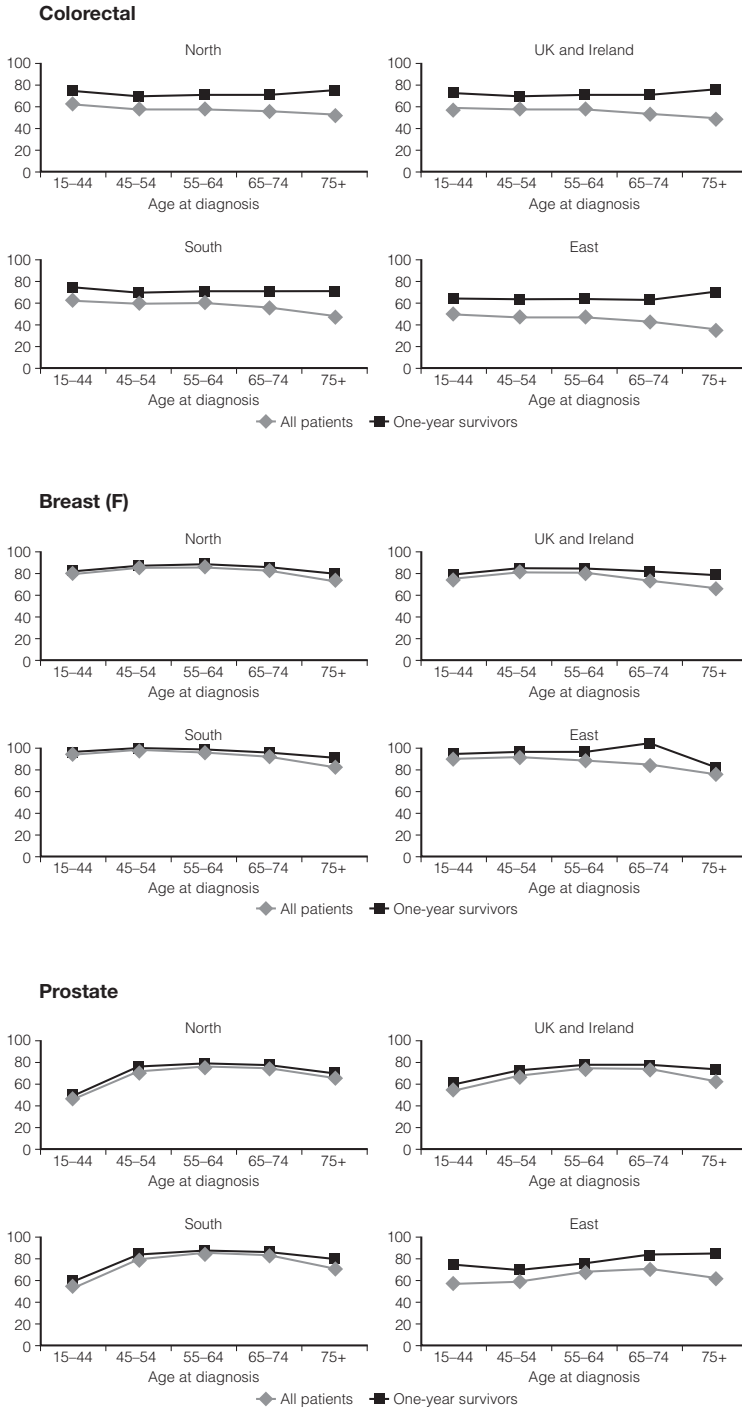 Colorectal
North
100
80
60
40
20
0
15–44 45–54 55–64 65–74 75+
Age at diagnosis
UK and Ireland
100
80
60
40
20
0
15–44 45–54 55–64 65–74 75+
Age at diagnosis
South
100
80
60
40
20
0
15–44 45–54 55–64 65–74 75+
Age at diagnosis
East
100
80
60
40
20
0
15–44 45–54 55–64 65–74 75+
Age at diagnosis
All patients One-year survivors
Breast (F)
North
100
80
60
40
20
0
15–44 45–54 55–64 65–74 75+
Age at diagnosis
UK and Ireland
100
80
60
40
20
0
15–44 45–54 55–64 65–74 75+
Age at diagnosis
South
100
80
60
40
20
0
15–44 45–54 55–64 65–74 75+
Age at diagnosis
East
100
80
60
40
20
0
15–44 45–54 55–64 65–74 75+
Age at diagnosis
All patients One-year survivors
Prostate
North
100
80
60
40
20
0
15–44 45–54 55–64 65–74 75+
Age at diagnosis
UK and Ireland
100
80
60
40
20
0
15–44 45–54 55–64 65–74 75+
Age at diagnosis
South
100
80
60
40
20
0
15–44 45–54 55–64 65–74 75+
Age at diagnosis
East
100
80
60
40
20
0
15–44 45–54 55–64 65–74 75+
Age at diagnosis
All patients One-year survivors